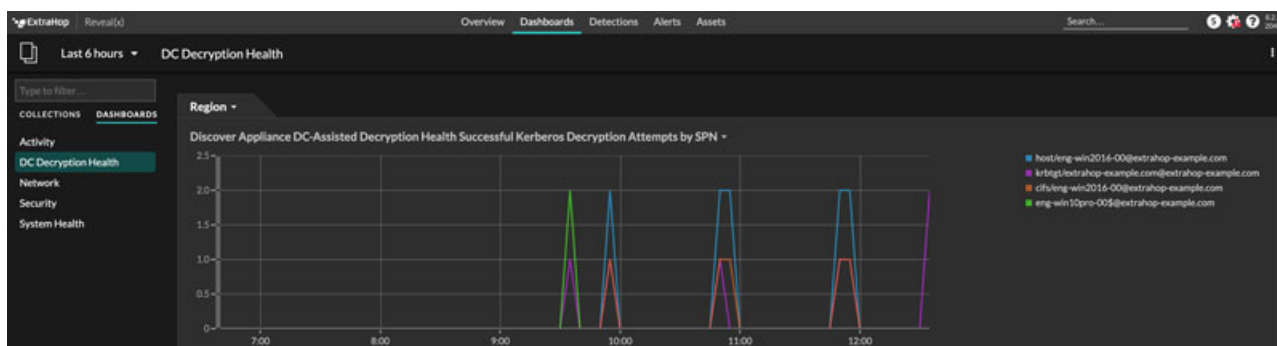 ExtraHop Reveal(x) Overview Dashboards Detections Alerts Assets Search... S ?
Last 6 hours DC Decryption Health
Type to filter...
COLLECTIONS DASHBOARDS
Activity
DC Decryption Health
Network
Security
System Health
Region
Discover Appliance DC-Assisted Decryption Health Successful Kerberos Decryption Attempts by SPN
2.5
2.0
1.5
1.0
0.5
0
7:00 8:00 9:00 10:00 11:00 12:00
host/eng-win2016-00@extrahop-example.com
krbtgt/extrahop-example.com@extrahop-example.com
cifs/eng-win2016-00@extrahop-example.com
eng-win10pro-00$@extrahop-example.com